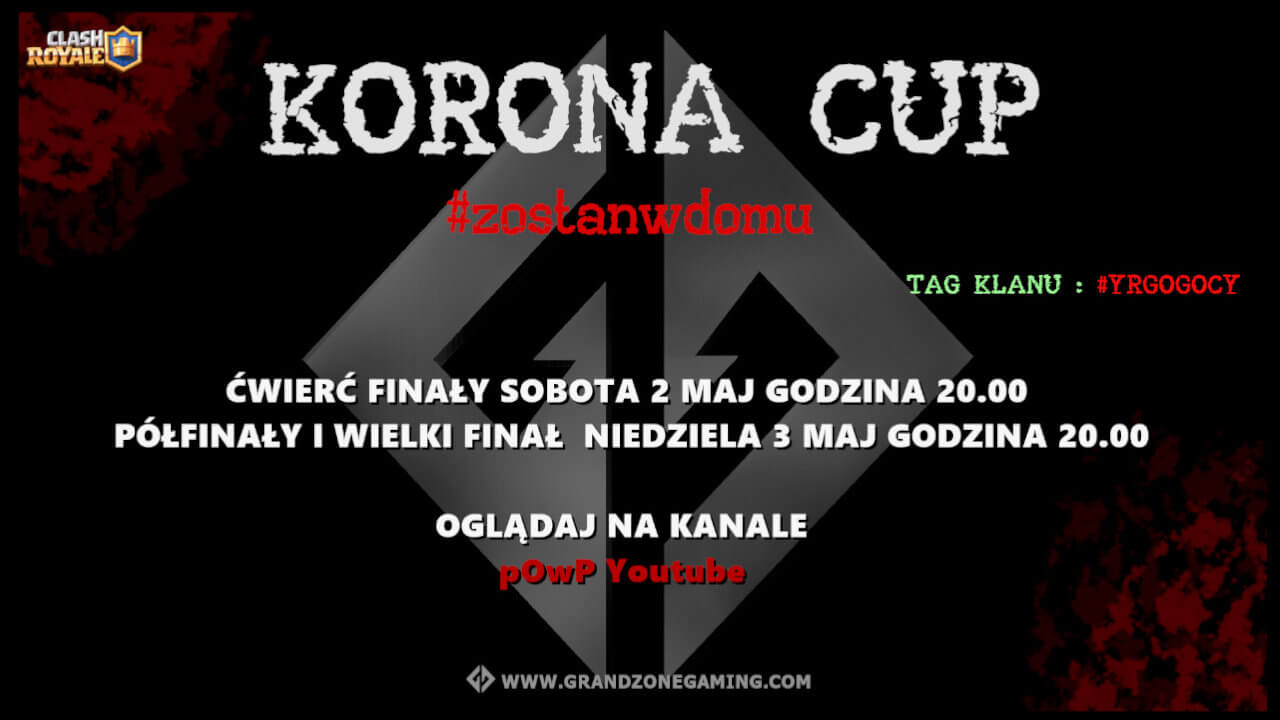 CLASH
ROYALE
KORONA CUP
#zostanwdomu
TAG KLANU : #YRGOGOCY
ĆWIERĆ FINAŁY SOBOTA 2 MAJ GODZINA 20.00
PÓŁFINAŁY I WIELKI FINAŁ NIEDZIELA 3 MAJ GODZINA 20.00
OGLĄDAJ NA KANALE
pOwP Youtube
WWW.GRANDZONEGAMING.COM